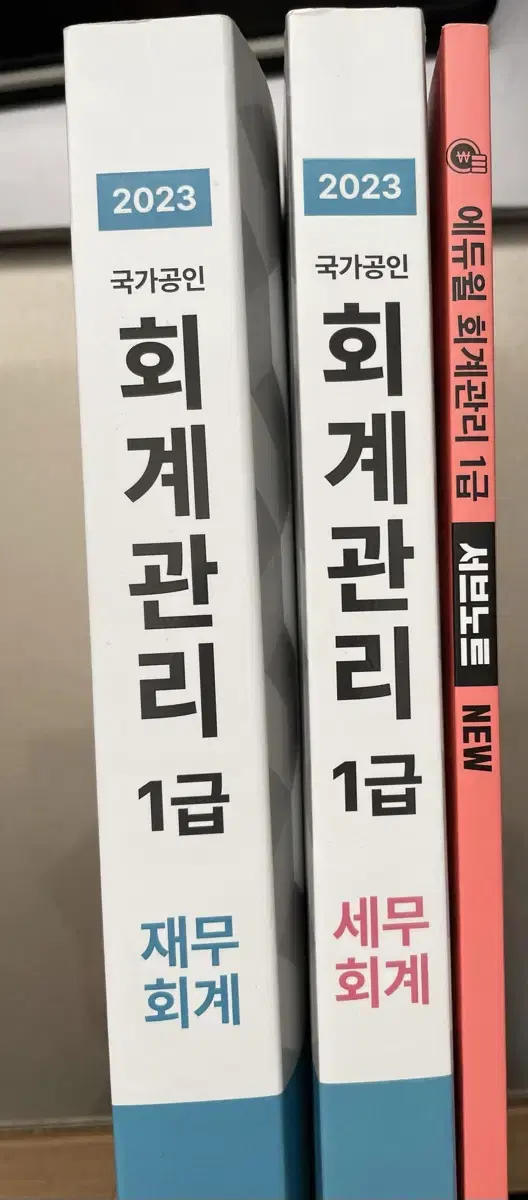 2023
국가공인
회계관리
1급
재무
회계
2023
국가공인
회계관리
1급
세무
회계
에듀윌 회계관리 1급
서브노트
NEW